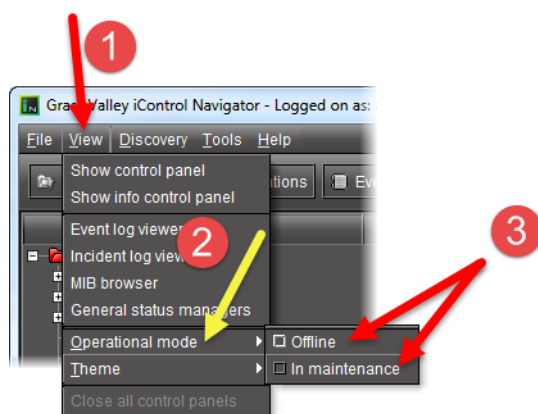 1
Grass Valley iControl Navigator - Logged on as:
File View Discovery Tools Help
Show control panel
Show info control panel
Event log viewer
2
Incident log
3
MIB browser
General status managers
Operational mode
Offline
Theme
In maintenance
Close all control panels